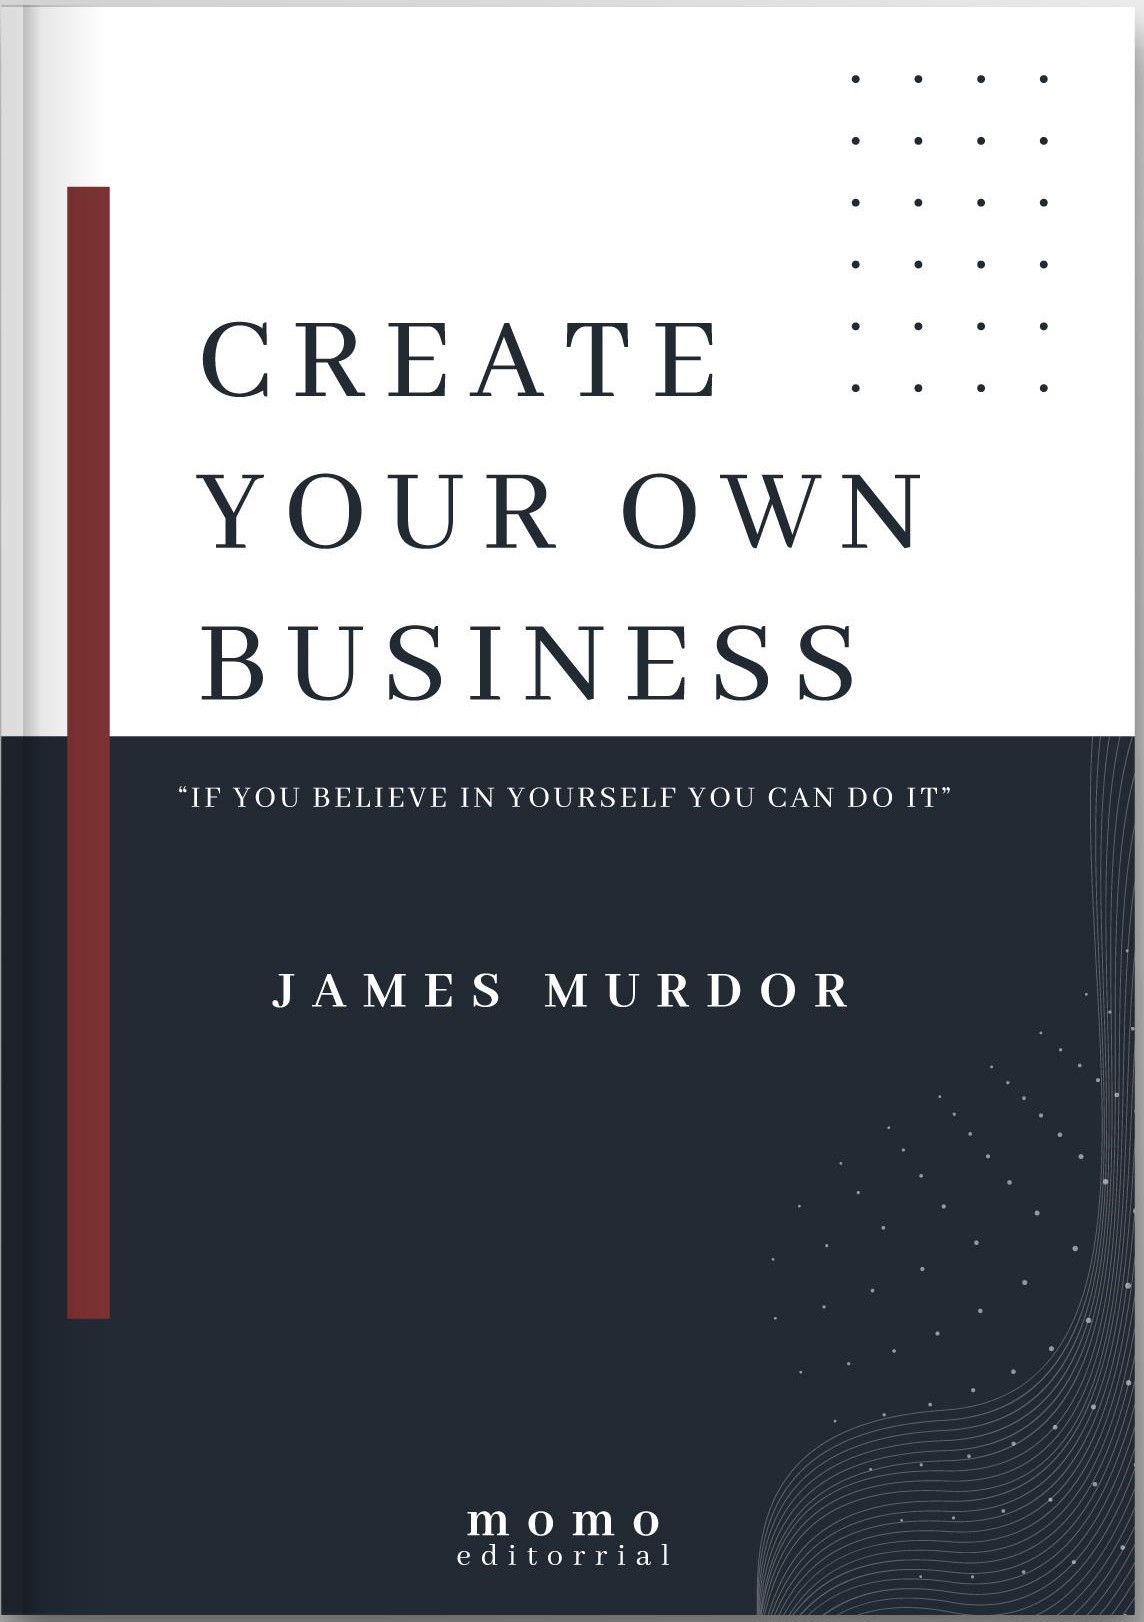 CREATE
YOUR OWN
BUSINESS
“IF YOU BELIEVE IN YOURSELF YOU CAN DO IT”
JAMES MURDOR
momo
editorrial